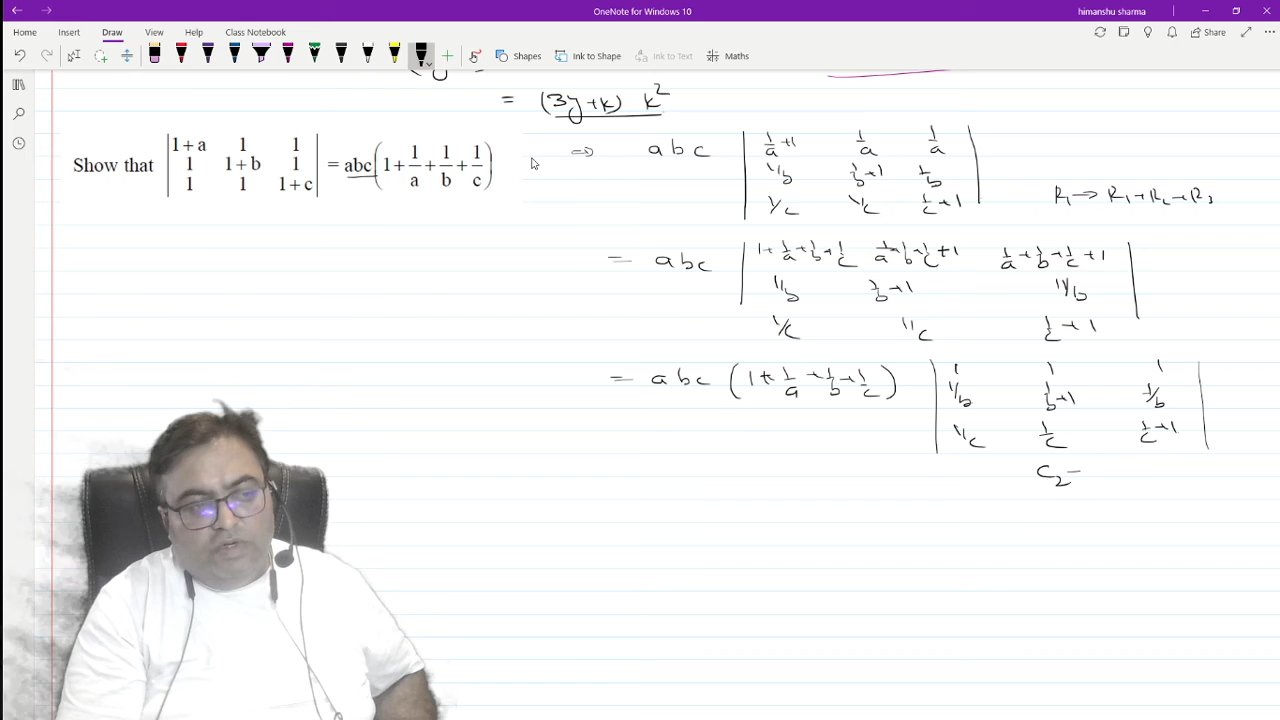 OneNote for Windows 10
himanshu sharma
Home Insert Draw View Help Class Notebook
Share
Shapes Ink to Shape Ink to Text Maths
= (3y+k) k²
Show that |1+a 1 1| = abc(1+1/a+1/b+1/c)
|1 1+b 1|
|1 1 1+c|
⇒ abc |1/a+1 1/a 1/a|
|1/b 1/b+1 1/b|
|1/c 1/c 1/c+1|
R₁→R₁+R₂+R₃
= abc |1+1/a+1/b+1/c 1/a+1/b+1/c+1 1/a+1/b+1/c+1|
|1/b 1/b+1 1/b|
|1/c 1/c 1/c+1|
= abc (1+1/a+1/b+1/c) |1 1 1|
|1/b 1/b+1 1/b|
|1/c 1/c 1/c+1|
C₂-